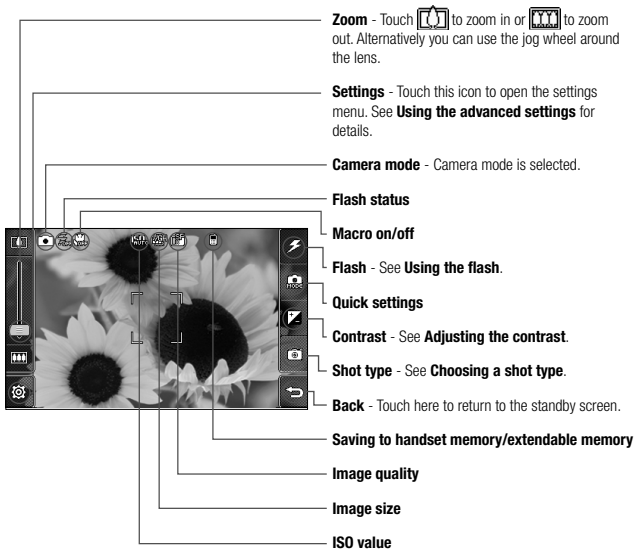 Zoom - Touch to zoom in or to zoom
out. Alternatively you can use the jog wheel around
the lens.
Settings - Touch this icon to open the settings
menu. See Using the advanced settings for
details.
Camera mode - Camera mode is selected.
Flash status
Macro on/off
Flash - See Using the flash.
Quick settings
Contrast - See Adjusting the contrast.
Shot type - See Choosing a shot type.
Back - Touch here to return to the standby screen.
Saving to handset memory/extendable memory
Image quality
Image size
ISO value
ISO
AUTO
MODE